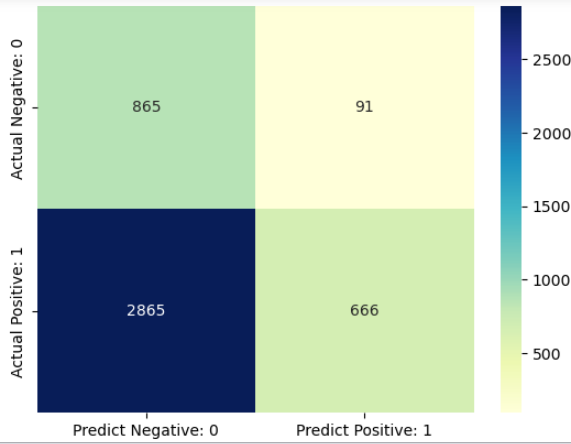 Actual Negative: 0
865
91
Actual Positive: 1
2865
666
Predict Negative: 0
Predict Positive: 1
2500
2000
1500
1000
500